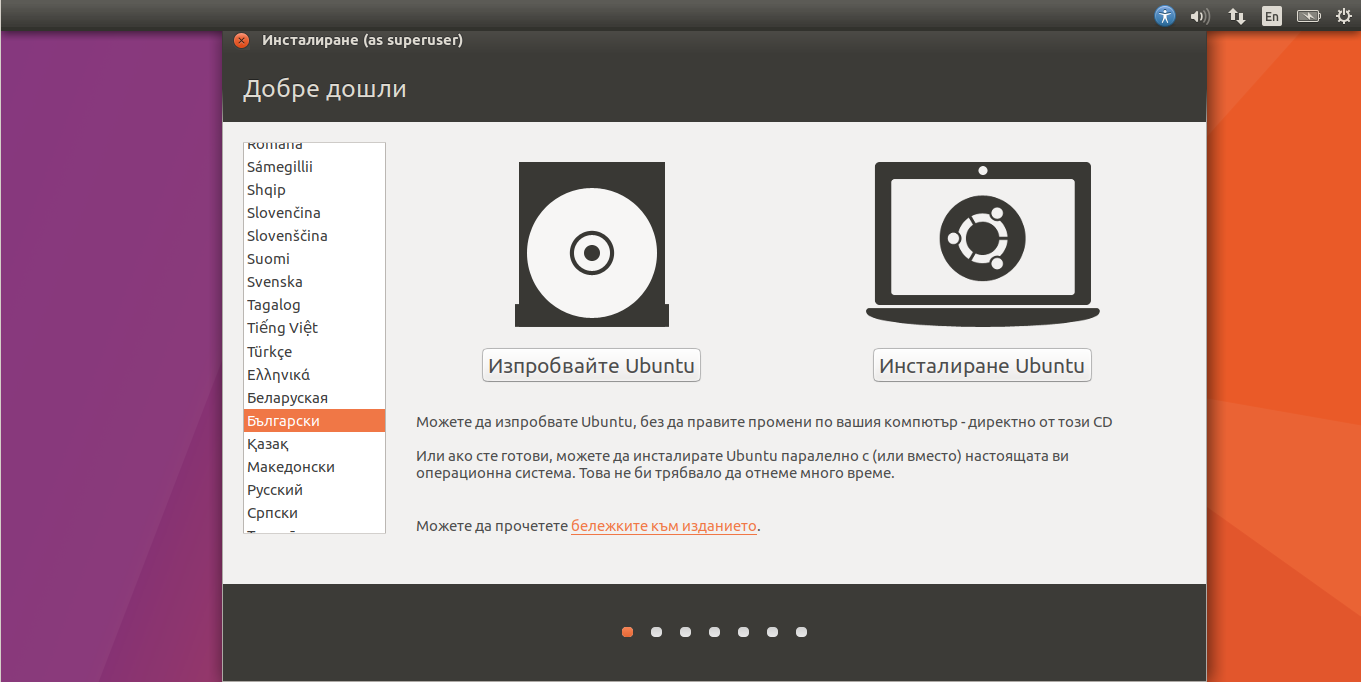 En
Инсталиране (as superuser)
Добре дошли
Română
Sámegillii
Shqip
Slovenčina
Slovenščina
Suomi
Svenska
Tagalog
Tiếng Việt
Türkçe
Ελληνικά
Беларуская
Български
Қазақ
Македонски
Русский
Српски
Изпробвайте Ubuntu
Инсталиране Ubuntu
Можете да изпробвате Ubuntu, без да правите промени по вашия компютър - директно от този CD
Или ако сте готови, можете да инсталирате Ubuntu паралелно с (или вместо) настоящата ви
операционна система. Това не би трябвало да отнеме много време.
Можете да прочетете бележките към изданието.